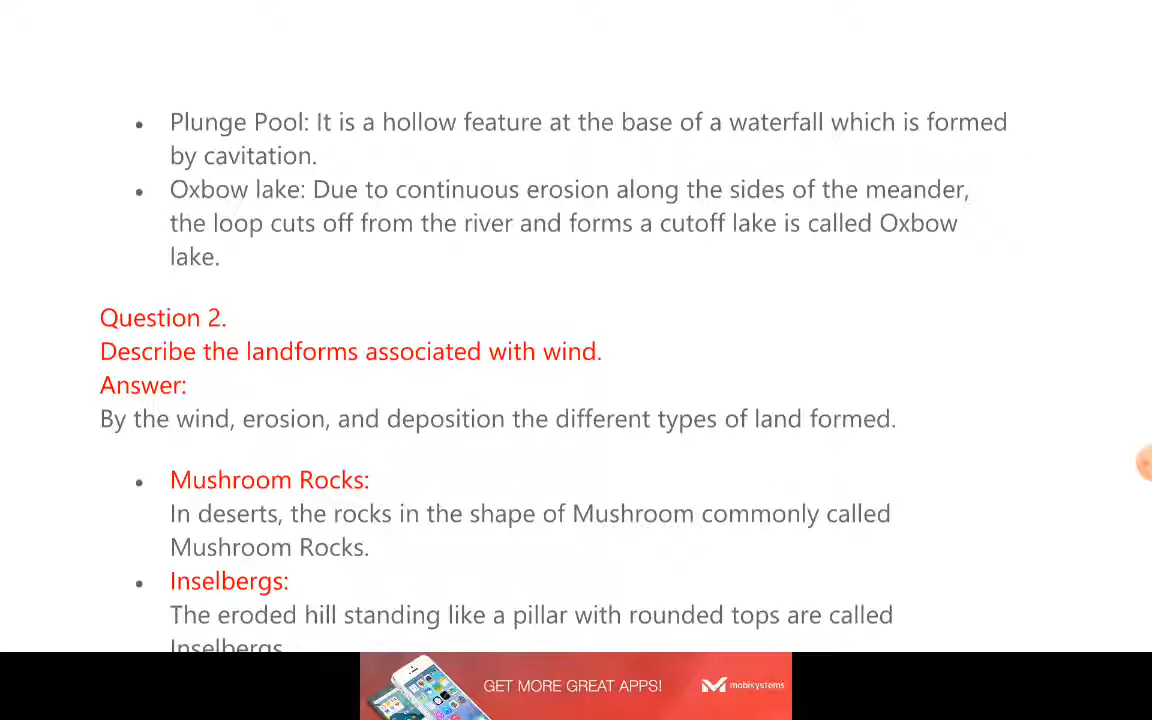 Plunge Pool: It is a hollow feature at the base of a waterfall which is formed
by cavitation.
Oxbow lake: Due to continuous erosion along the sides of the meander,
the loop cuts off from the river and forms a cutoff lake is called Oxbow
lake.
Question 2.
Describe the landforms associated with wind.
Answer:
By the wind, erosion, and deposition the different types of land formed.
Mushroom Rocks:
In deserts, the rocks in the shape of Mushroom commonly called
Mushroom Rocks.
Inselbergs:
The eroded hill standing like a pillar with rounded tops are called
Inselbergs
GET MORE GREAT APPS!
mobisystems